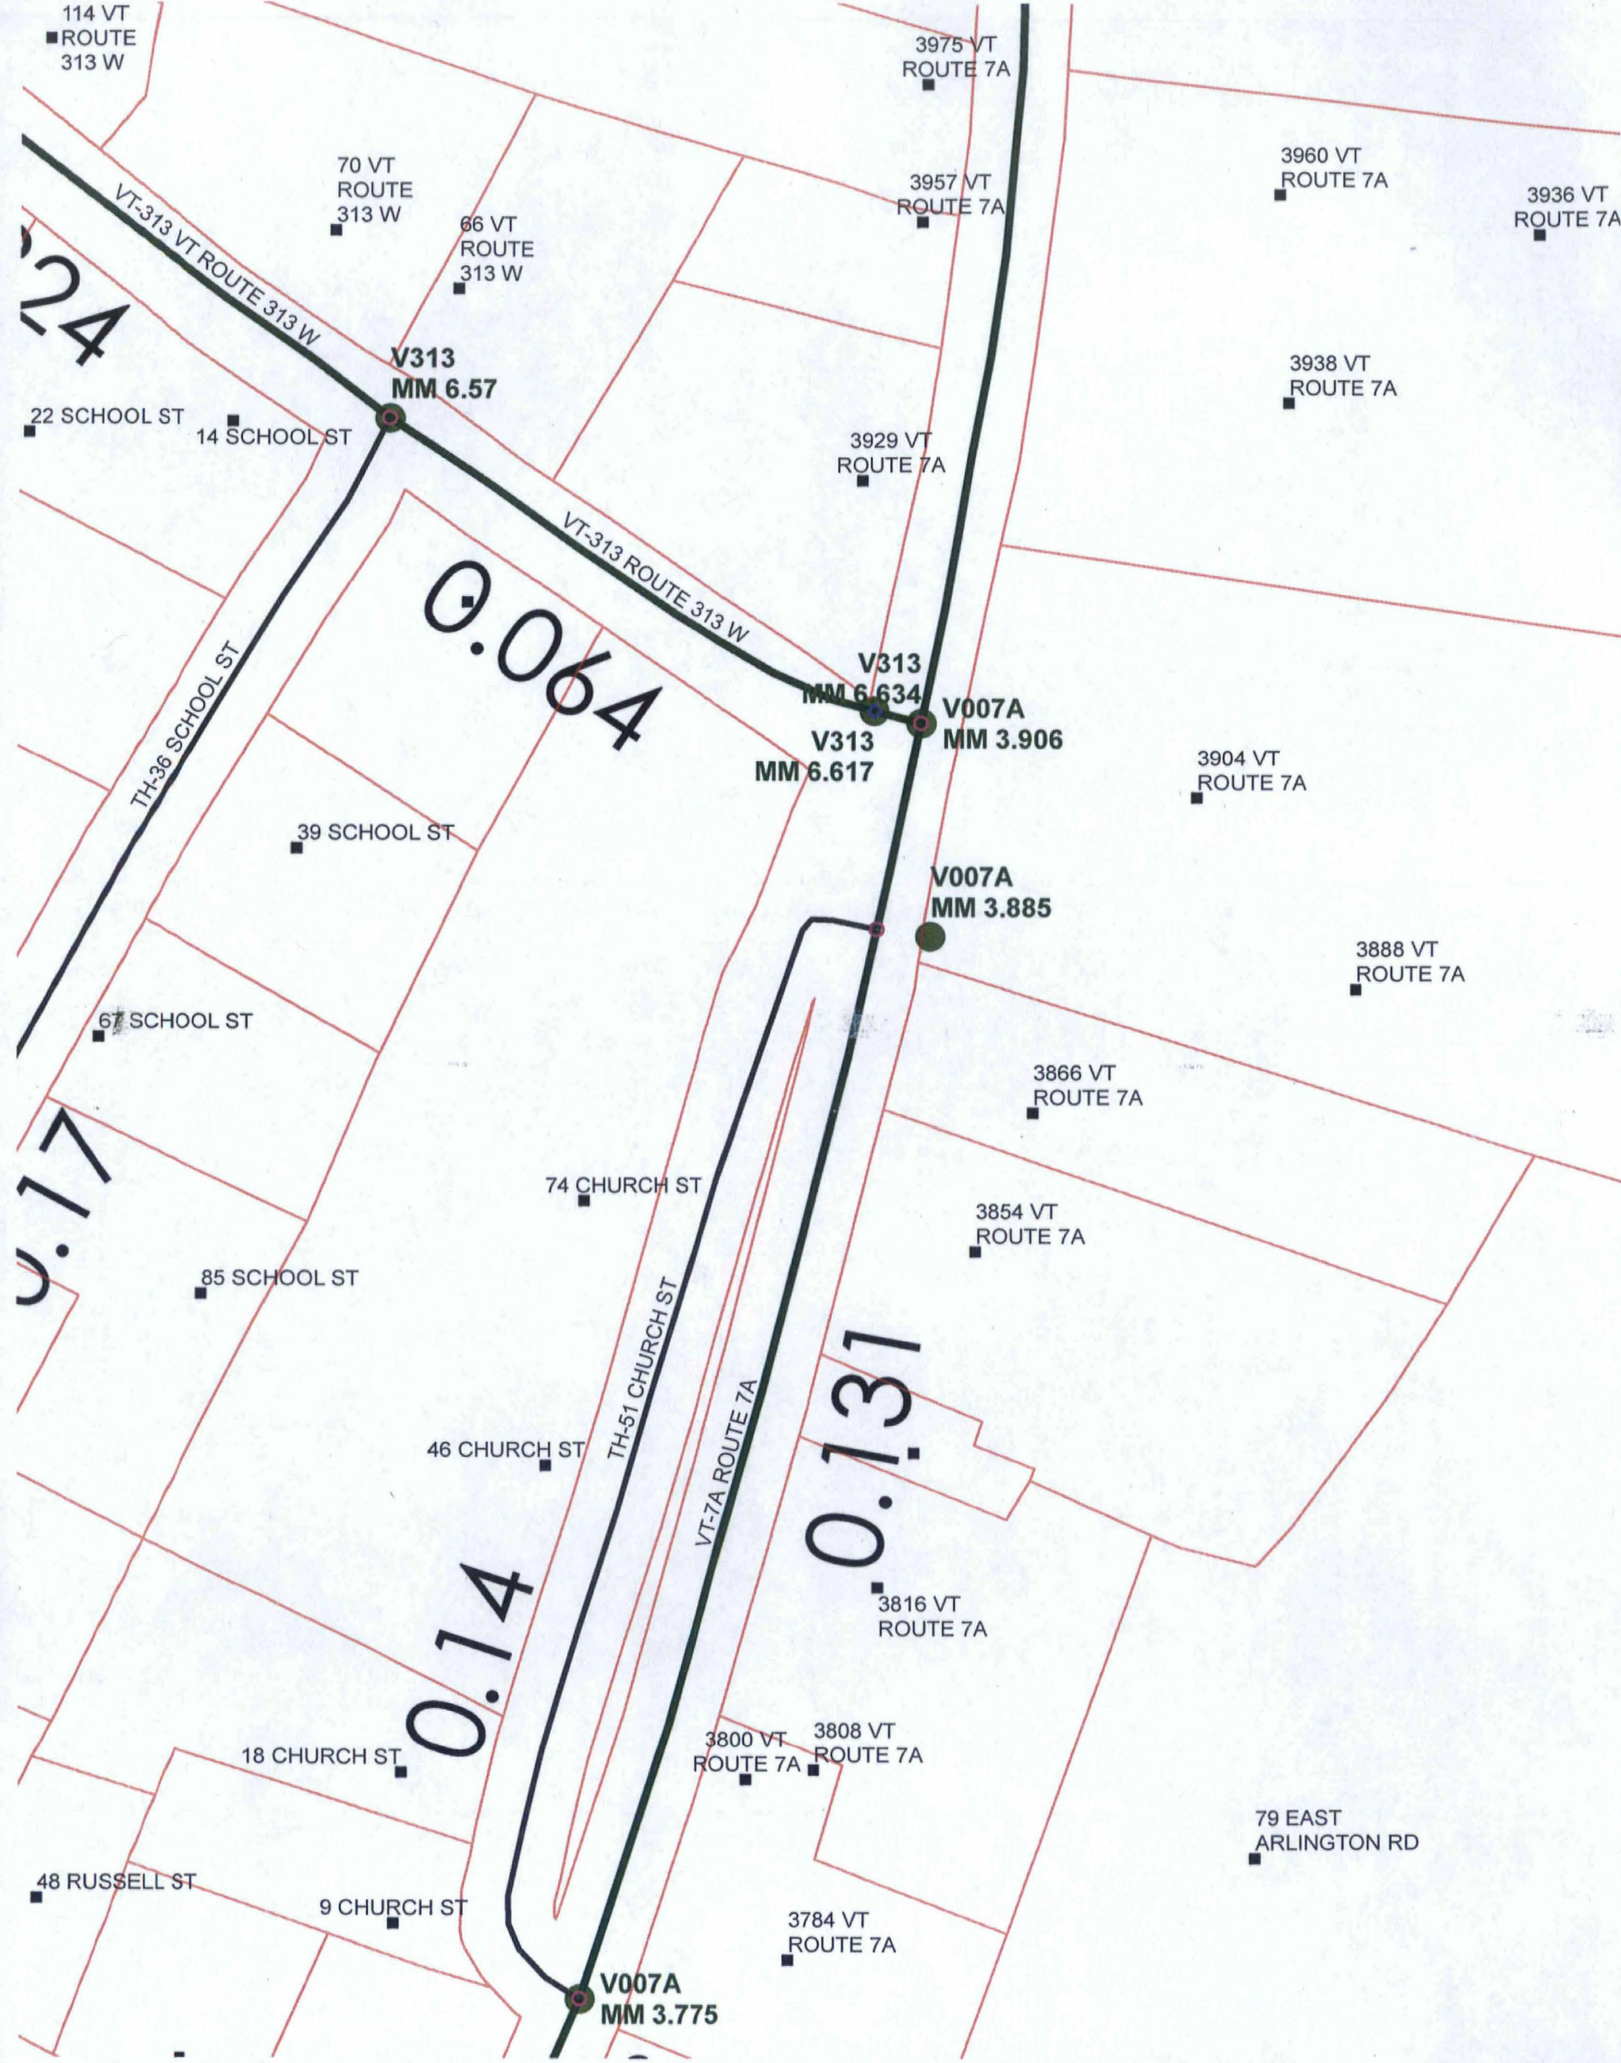 114 VT
ROUTE
313 W
3975 VT
ROUTE 7A
70 VT
ROUTE
313 W
3957 VT
ROUTE 7A
3960 VT
ROUTE 7A
3936 VT
ROUTE 7A
66 VT
ROUTE
313 W
VT-313 VT ROUTE 313 W
24
V313
MM 6.57
3938 VT
ROUTE 7A
22 SCHOOL ST
14 SCHOOL ST
3929 VT
ROUTE 7A
VT-313 ROUTE 313 W
0.064
TH-36 SCHOOL ST
V313
MM 6.634
V007A
MM 3.906
V313
MM 6.617
3904 VT
ROUTE 7A
39 SCHOOL ST
V007A
MM 3.885
3888 VT
ROUTE 7A
67 SCHOOL ST
3866 VT
ROUTE 7A
0.17
74 CHURCH ST
3854 VT
ROUTE 7A
85 SCHOOL ST
TH-51 CHURCH ST
VT-7A ROUTE 7A
0.131
46 CHURCH ST
0.14
3816 VT
ROUTE 7A
18 CHURCH ST
3800 VT
ROUTE 7A
3808 VT
ROUTE 7A
79 EAST
ARLINGTON RD
48 RUSSELL ST
9 CHURCH ST
3784 VT
ROUTE 7A
V007A
MM 3.775